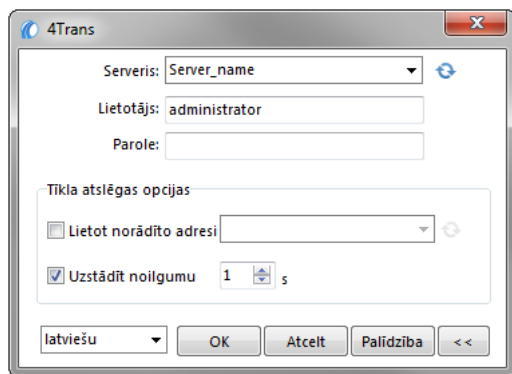 4Trans
Serveris: Server_name
Lietotājs: administrator
Parole:
Tīkla atslēgas opcijas
Lietot norādīto adresi
Uzstādīt noilgumu 1 s
latviešu OK Atcelt Palīdzība <<